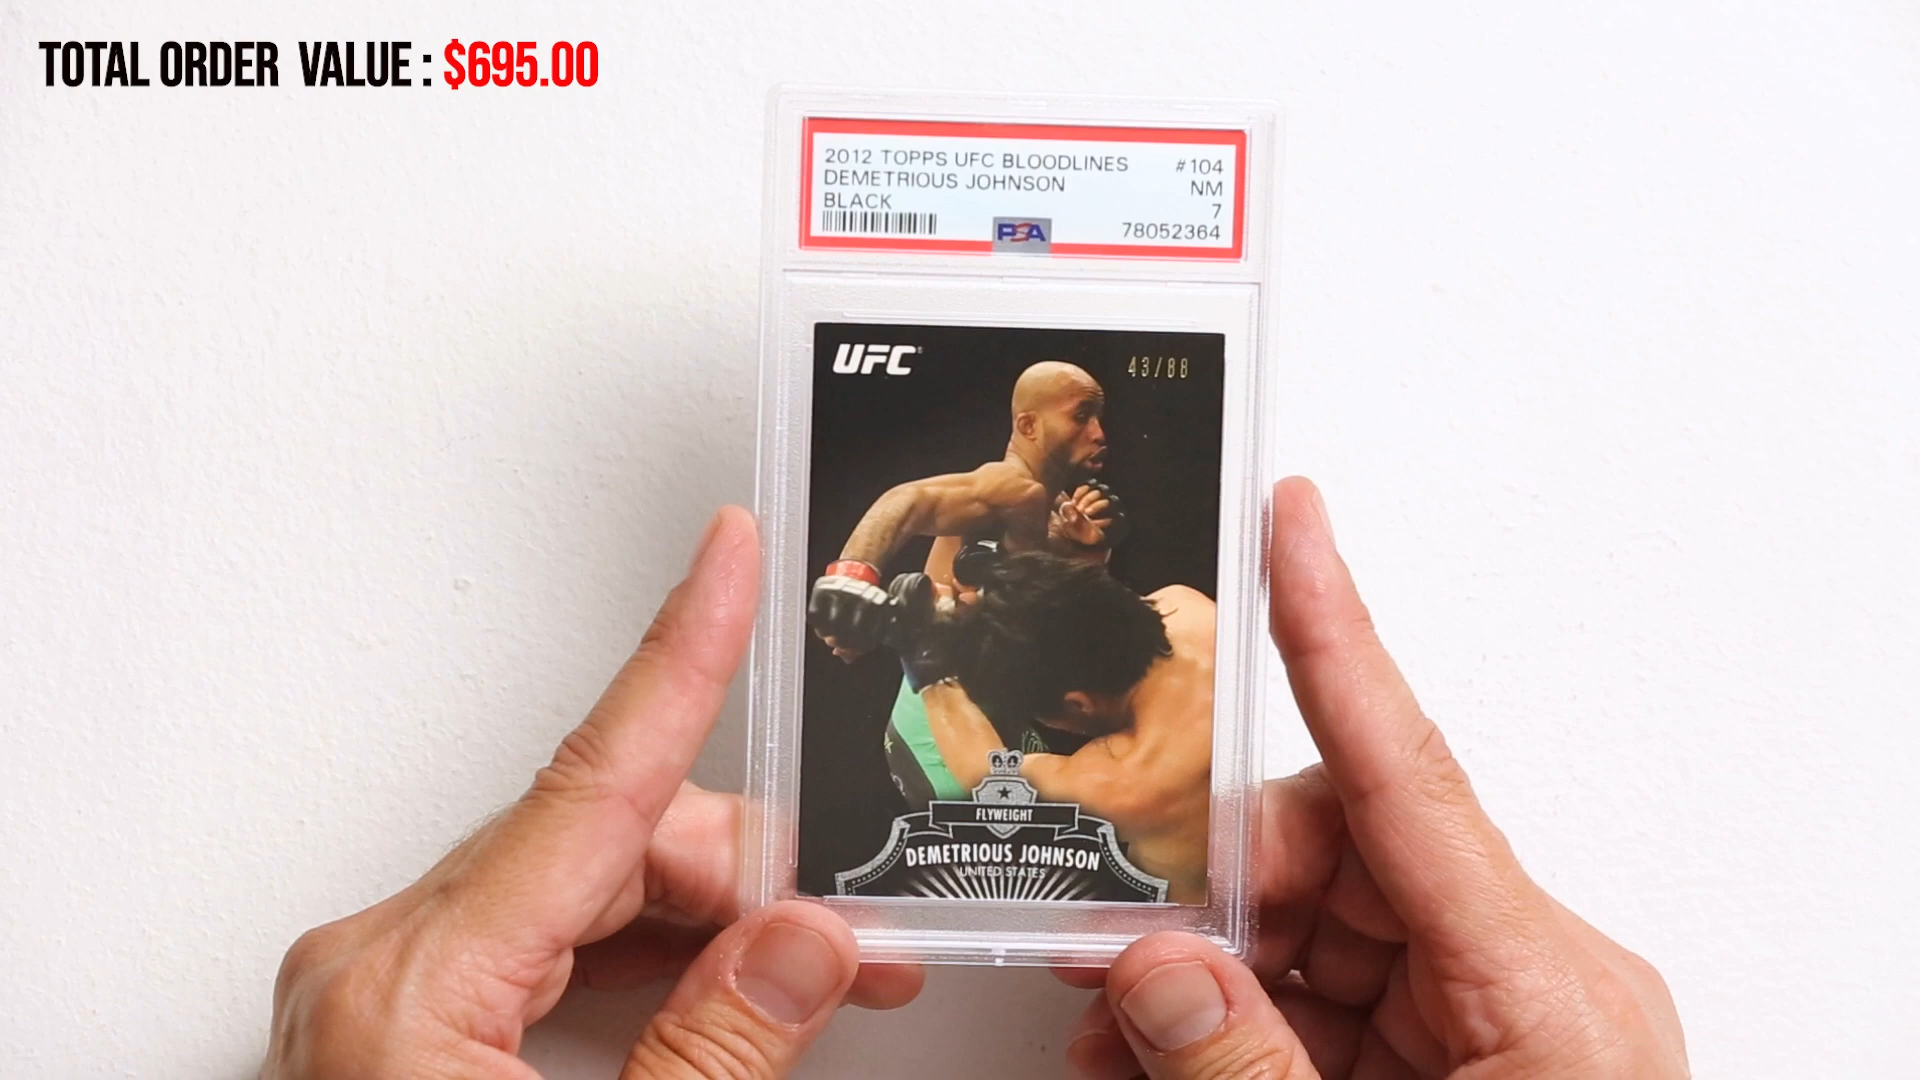 TOTAL ORDER VALUE : $695.00
2012 TOPPS UFC BLOODLINES #104
DEMETRIOUS JOHNSON NM
BLACK 7
PSA 78052364
UFC 43/88
FLYWEIGHT
DEMETRIOUS JOHNSON
UNITED STATES